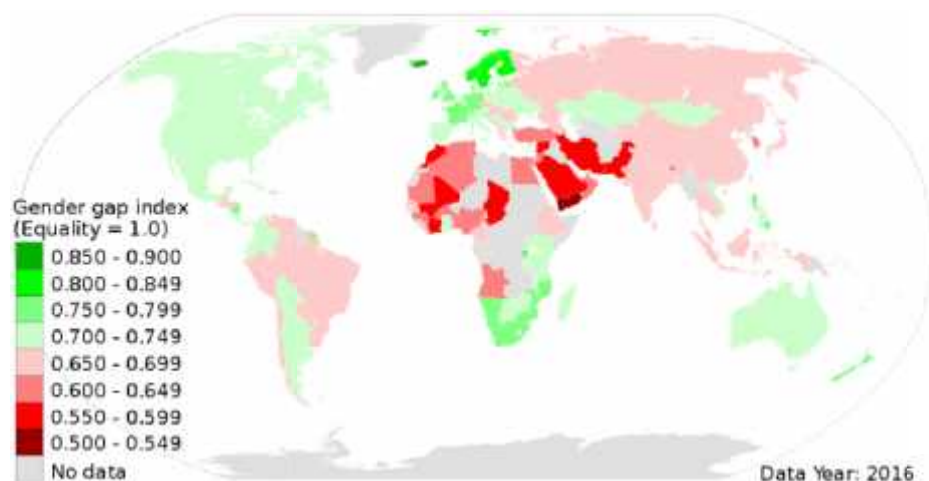 Gender gap index
(Equality = 1.0)
0.850 - 0.900
0.800 - 0.849
0.750 - 0.799
0.700 - 0.749
0.650 - 0.699
0.600 - 0.649
0.550 - 0.599
0.500 - 0.549
No data
Data Year: 2016